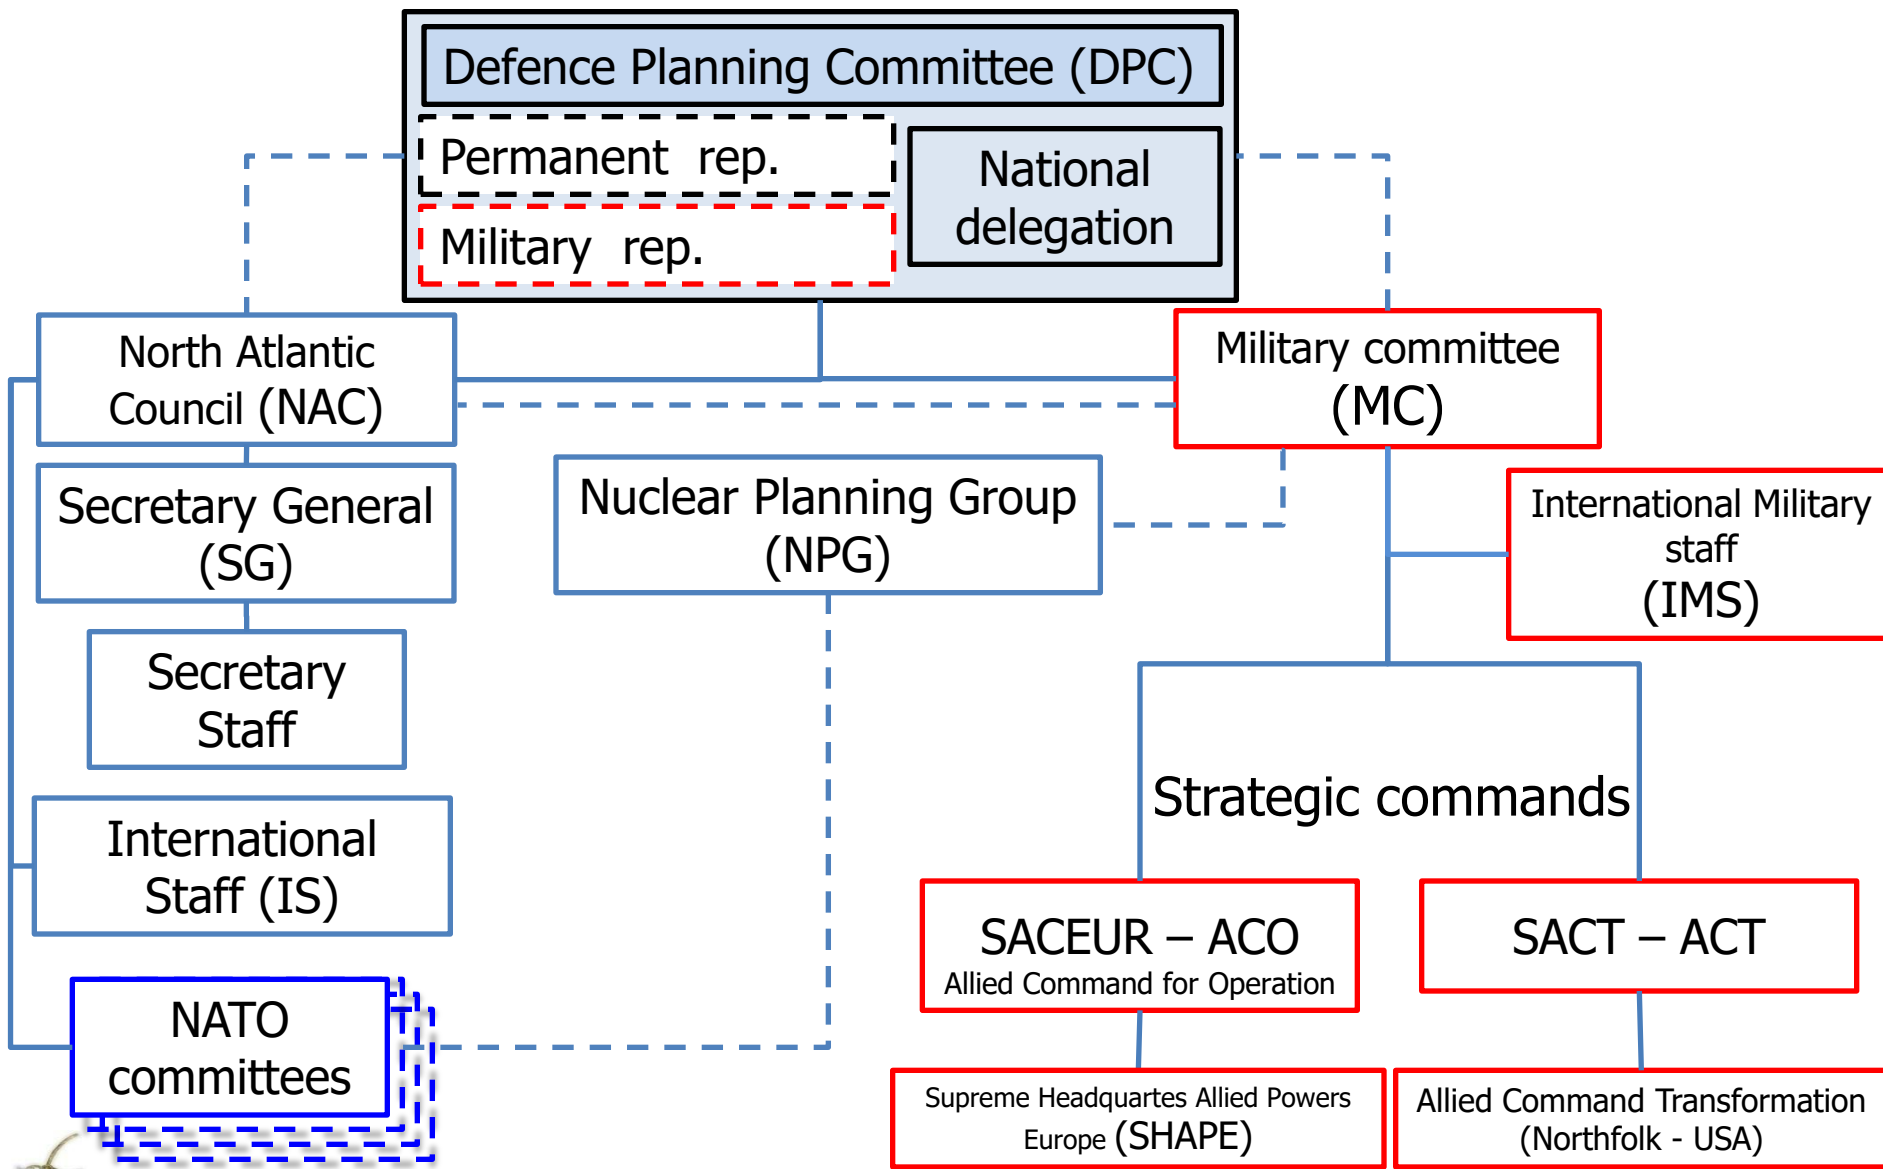 Defence Planning Committee (DPC)
Permanent rep.
Military rep.
National
delegation
North Atlantic
Council (NAC)
Military committee
(MC)
Secretary General
(SG)
Nuclear Planning Group
(NPG)
International Military
staff
(IMS)
Secretary
Staff
Strategic commands
International
Staff (IS)
SACEUR – ACO
Allied Command for Operation
SACT – ACT
NATO
committees
Supreme Headquartes Allied Powers
Europe (SHAPE)
Allied Command Transformation
(Northfolk - USA)